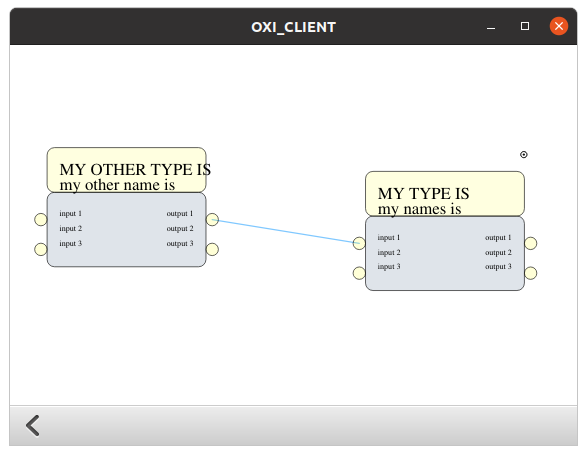 OXI_CLIENT
MY OTHER TYPE IS
my other name is
input 1
output 1
input 2
output 2
input 3
output 3
MY TYPE IS
my names is
input 1
output 1
input 2
output 2
input 3
output 3